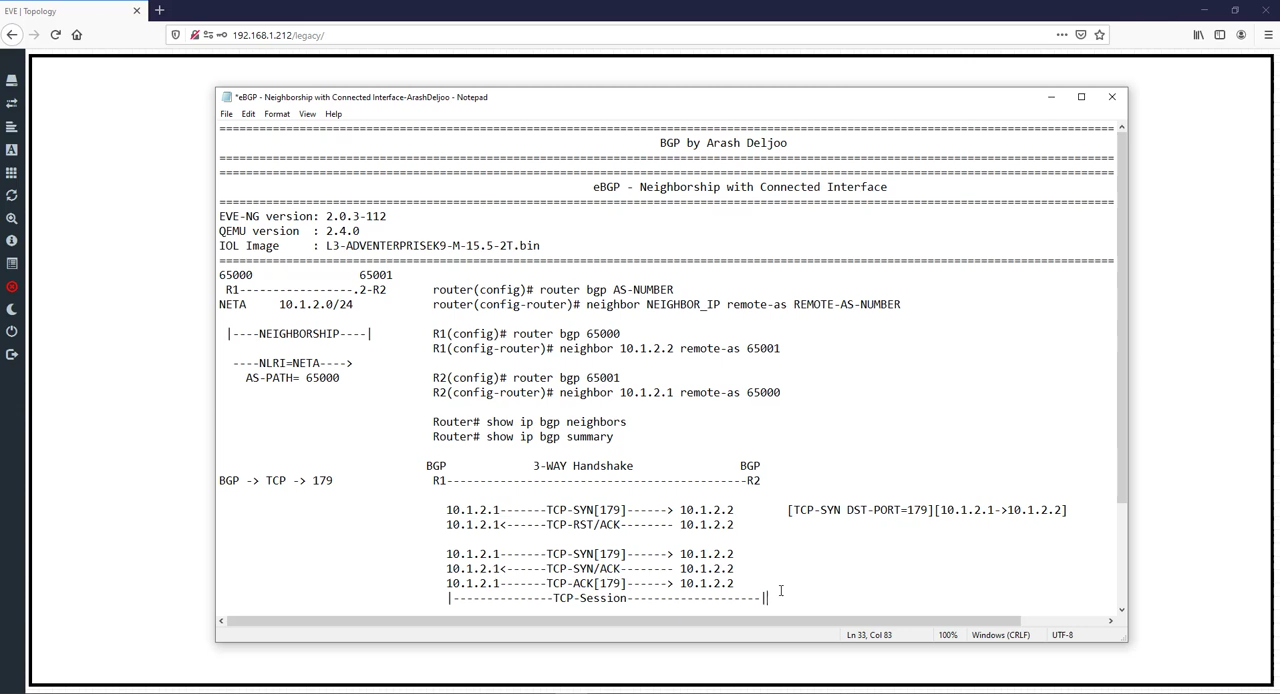 EVE | Topology
192.168.1.212/legacy/
*eBGP - Neighborship with Connected Interface-ArashDeljoo - Notepad
File Edit Format View Help
======================================================================================================================================
BGP by Arash Deljoo
======================================================================================================================================
======================================================================================================================================
eBGP - Neighborship with Connected Interface
======================================================================================================================================
EVE-NG version: 2.0.3-112
QEMU version  : 2.4.0
IOL Image     : L3-ADVENTERPRISEK9-M-15.5-2T.bin
======================================================================================================================================
65000                65001
R1----------------.2-R2       router(config)# router bgp AS-NUMBER
NETA     10.1.2.0/24            router(config-router)# neighbor NEIGHBOR_IP remote-as REMOTE-AS-NUMBER
|----NEIGHBORSHIP----|         R1(config)# router bgp 65000
R1(config-router)# neighbor 10.1.2.2 remote-as 65001
----NLRI=NETA---->
AS-PATH= 65000              R2(config)# router bgp 65001
R2(config-router)# neighbor 10.1.2.1 remote-as 65000
Router# show ip bgp neighbors
Router# show ip bgp summary
BGP             3-WAY Handshake                BGP
BGP -> TCP -> 179               R1---------------------------------------------R2
10.1.2.1-------TCP-SYN[179]------> 10.1.2.2        [TCP-SYN DST-PORT=179][10.1.2.1->10.1.2.2]
10.1.2.1<------TCP-RST/ACK-------- 10.1.2.2
10.1.2.1-------TCP-SYN[179]------> 10.1.2.2
10.1.2.1<------TCP-SYN/ACK-------- 10.1.2.2
10.1.2.1-------TCP-ACK[179]------> 10.1.2.2
|---------------TCP-Session--------------------|
Ln 33, Col 83 100% Windows (CRLF) UTF-8